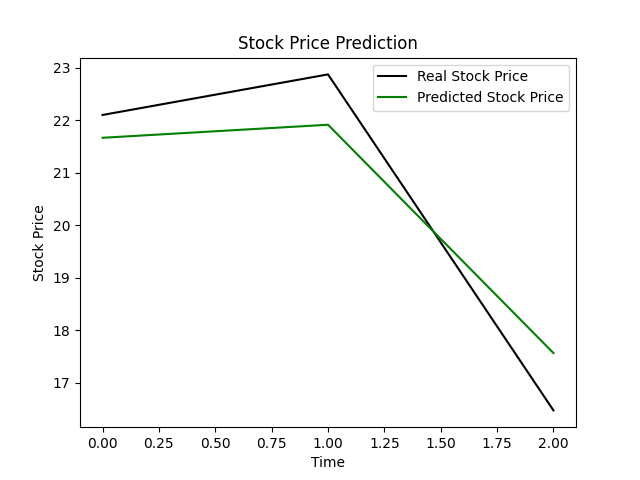 Stock Price Prediction
Real Stock Price
Predicted Stock Price
Stock Price
23
22
21
20
19
18
17
0.00 0.25 0.50 0.75 1.00 1.25 1.50 1.75 2.00
Time